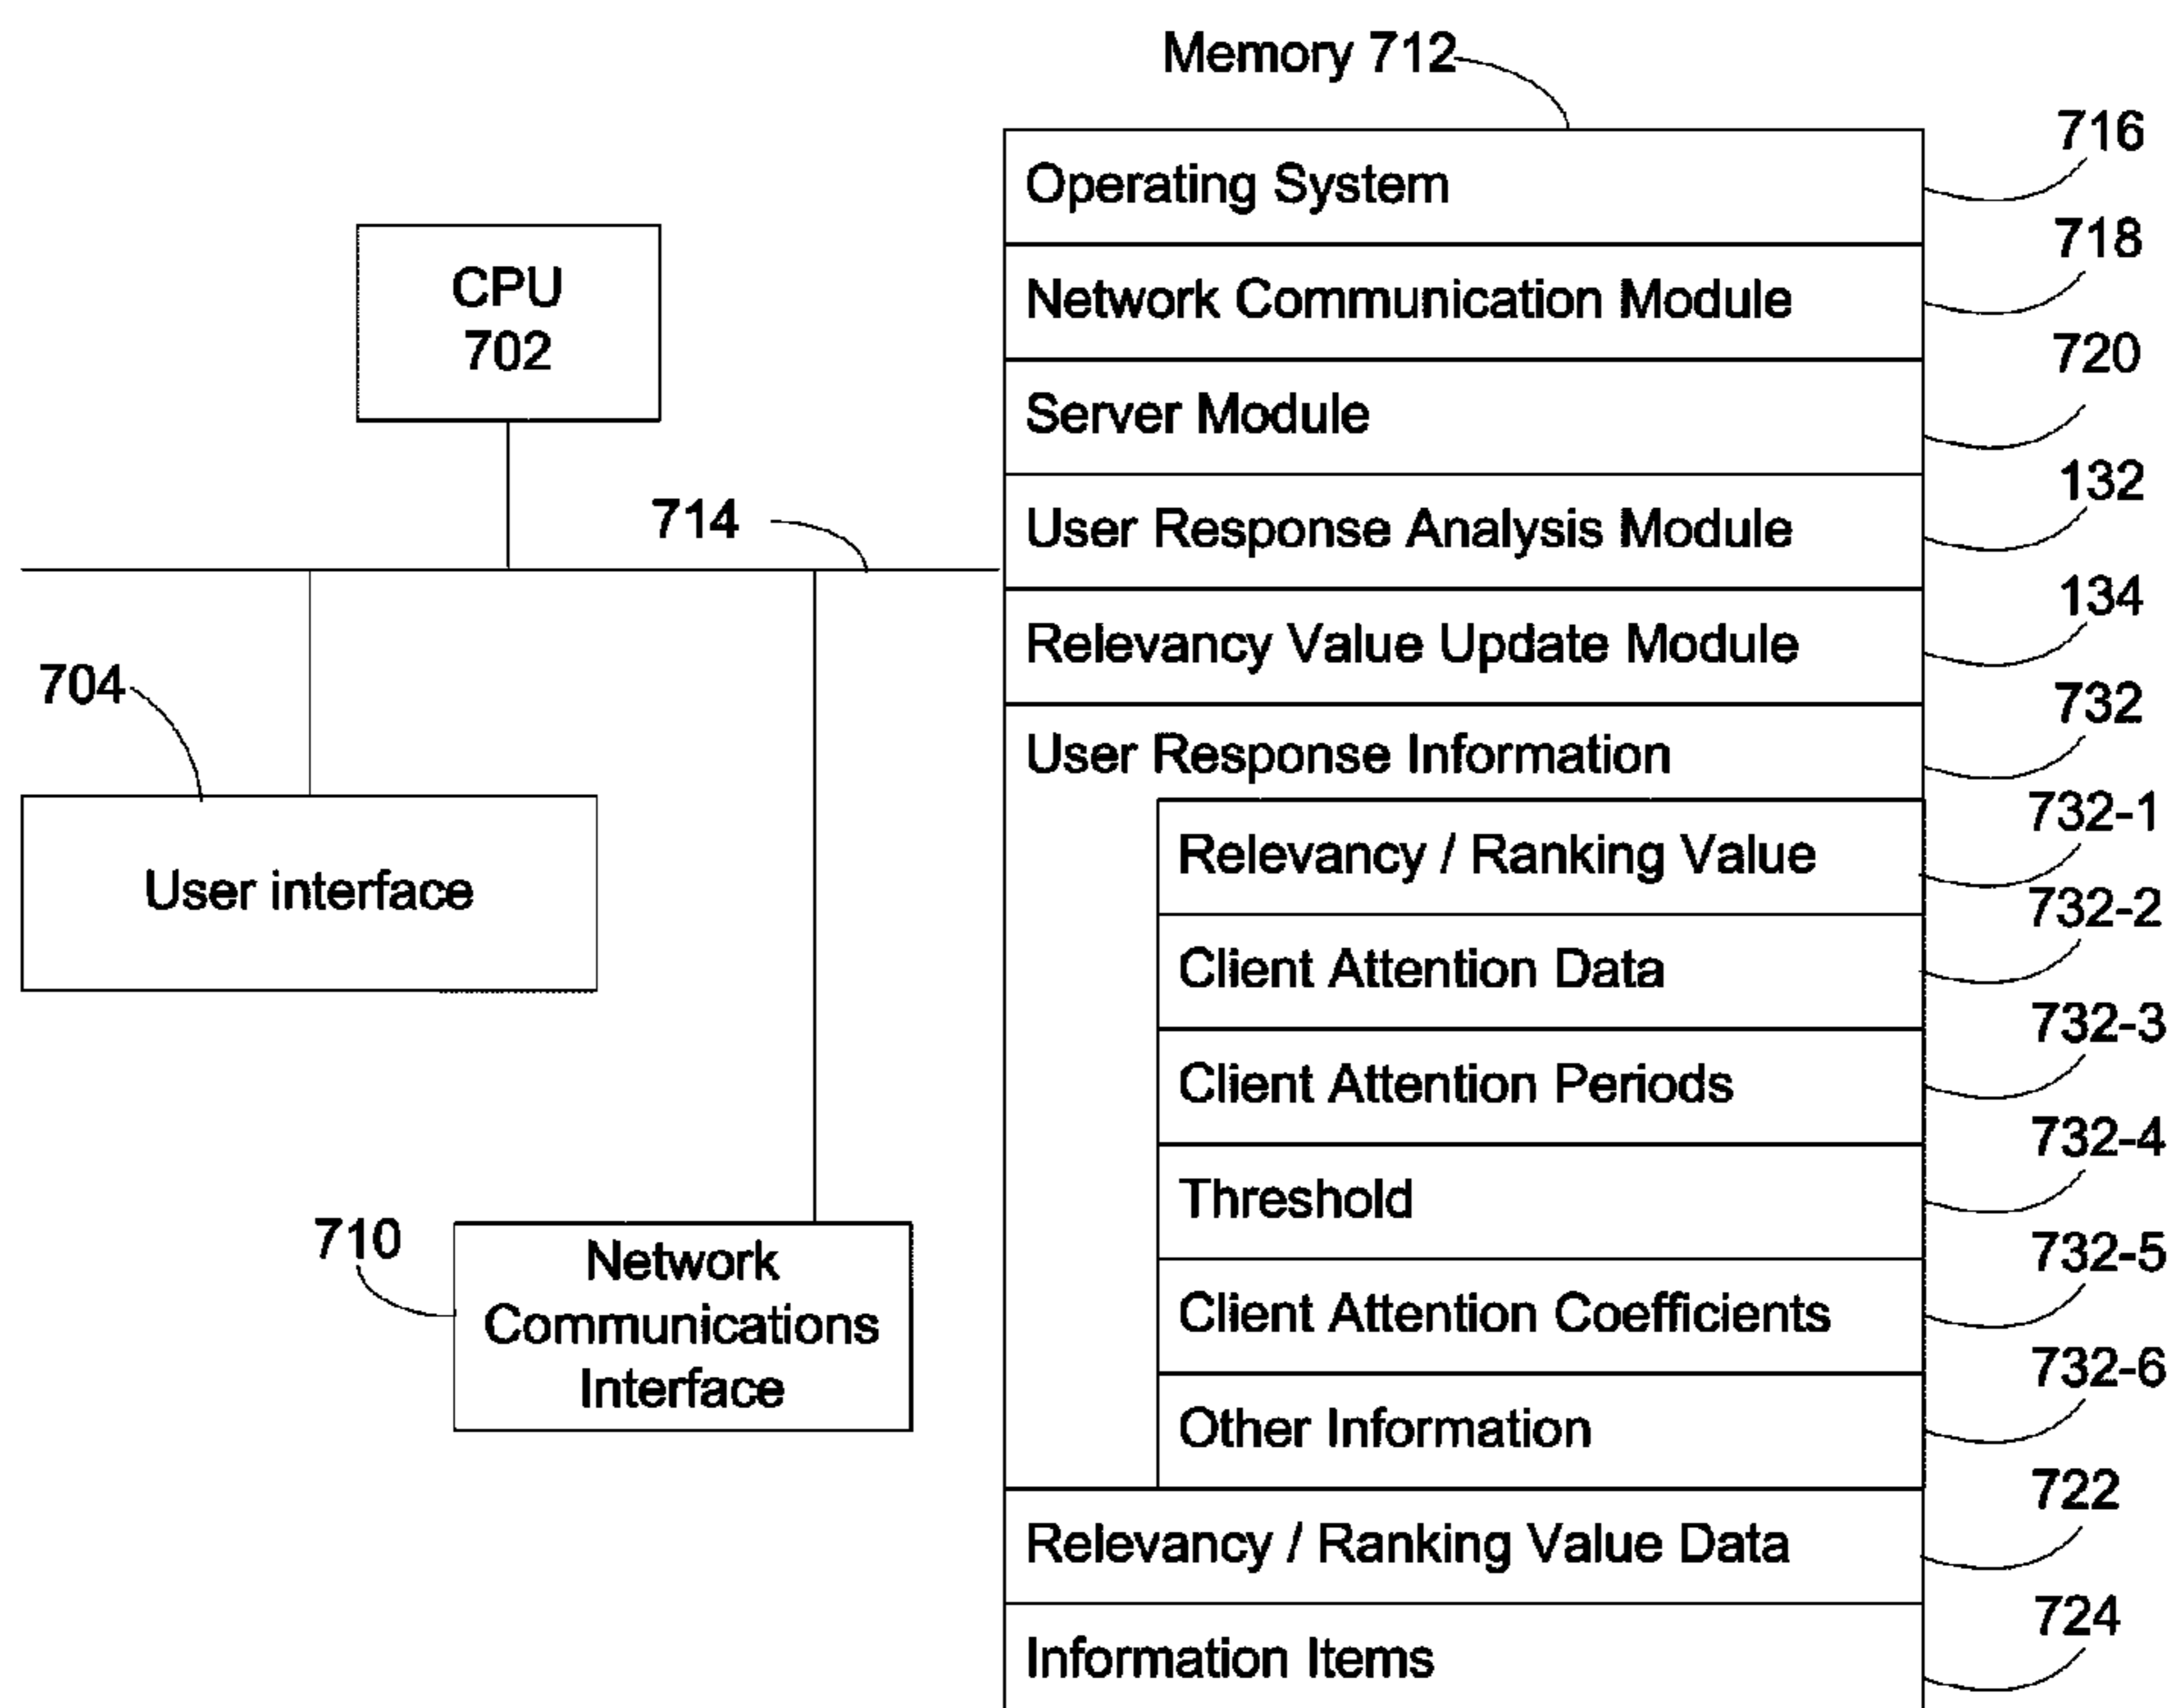 Memory 712
Operating System
716
Network Communication Module
718
CPU
702
Server Module
720
714
User Response Analysis Module
132
Relevancy Value Update Module
134
704
User Response Information
732
User interface
Relevancy / Ranking Value
732-1
Client Attention Data
732-2
Client Attention Periods
732-3
Threshold
732-4
710
Network
Communications
Interface
Client Attention Coefficients
732-5
Other Information
732-6
Relevancy / Ranking Value Data
722
Information Items
724